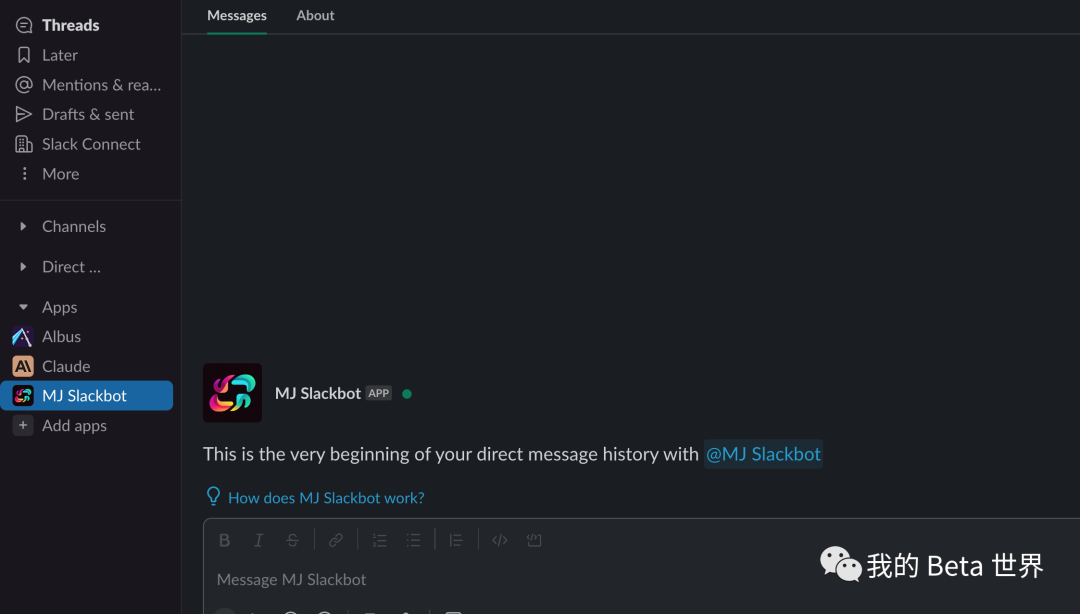 Threads
Later
Mentions & rea...
Drafts & sent
Slack Connect
More
Channels
Direct ...
Apps
Albus
Claude
MJ Slackbot
Add apps
Messages About
MJ Slackbot APP
This is the very beginning of your direct message history with @MJ Slackbot
How does MJ Slackbot work?
B I S
Message MJ Slackbot
我的 Beta 世界